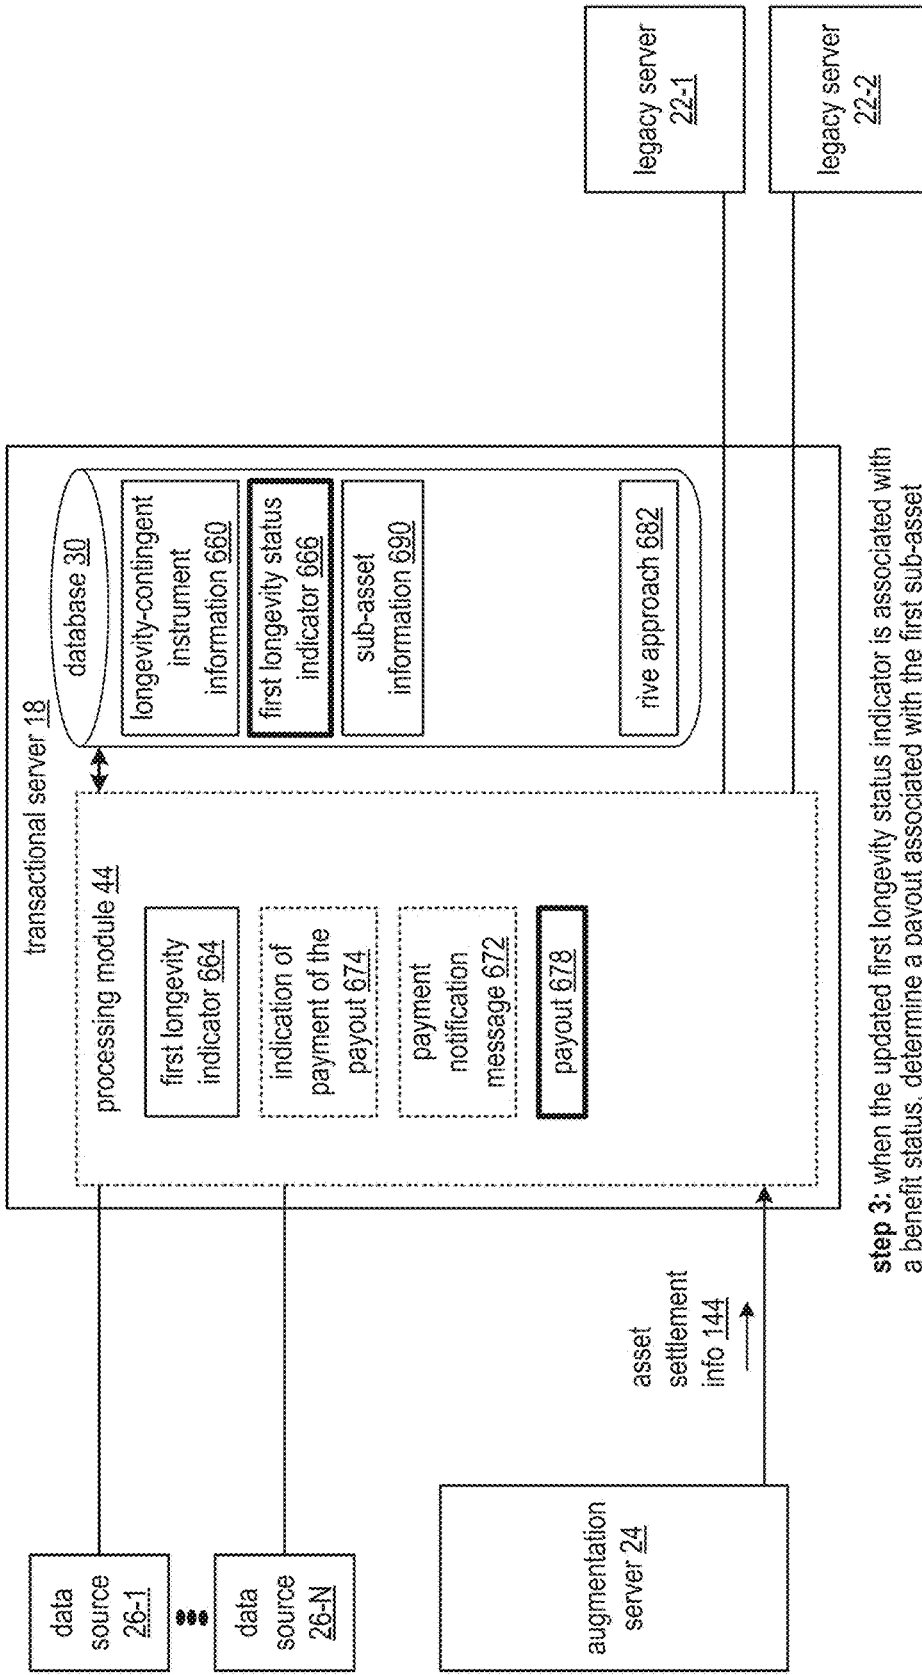 transactional server 18
data
source
26-1
data
source
26-N
augmentation
server 24
asset
settlement
info 144
processing module 44
first longevity
indicator 664
indication of
payment of the
payout 674
payment
notification
message 672
payout 678
database 30
longevity-contingent
instrument
information 660
first longevity status
indicator 666
sub-asset
information 690
rive approach 682
legacy server
22-1
legacy server
22-2
step 3: when the updated first longevity status indicator is associated with
a benefit status, determine a payout associated with the first sub-asset